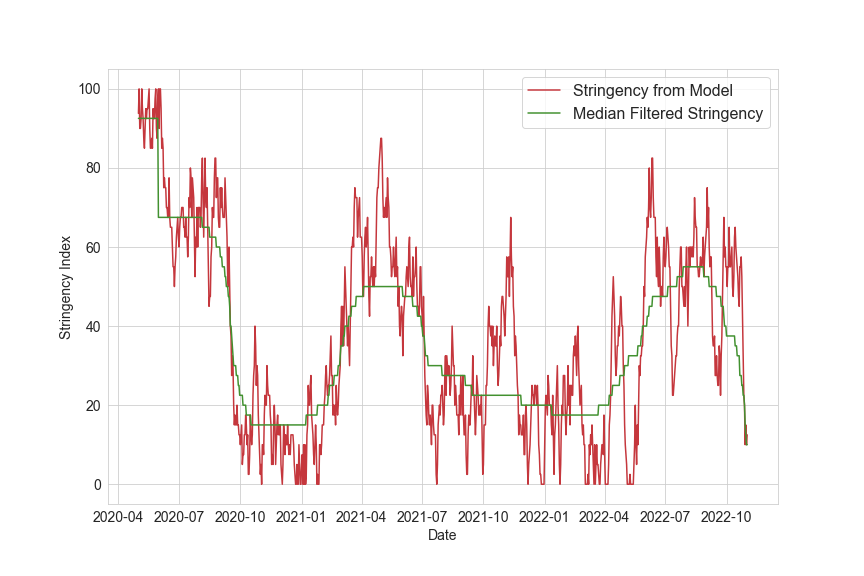 Stringency from Model
Median Filtered Stringency
Stringency Index
100
80
60
40
20
0
2020-04 2020-07 2020-10 2021-01 2021-04 2021-07 2021-10 2022-01 2022-04 2022-07 2022-10
Date